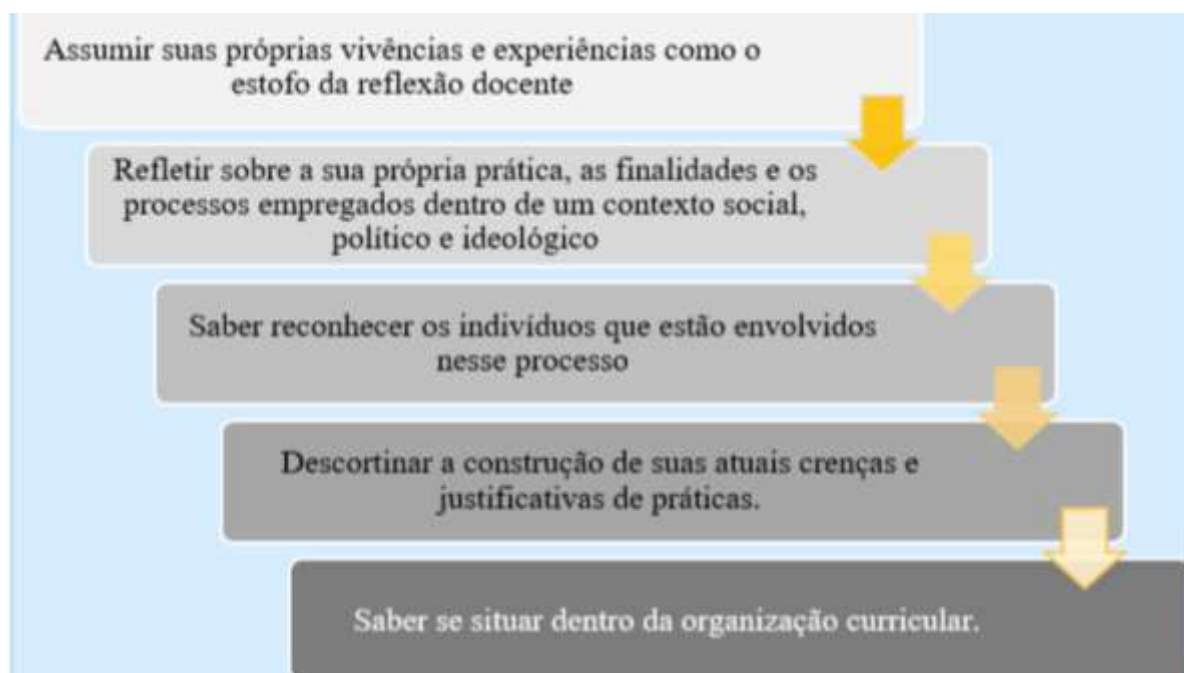 Assumir suas próprias vivências e experiências como o
estofo da reflexão docente
Refletir sobre a sua própria prática, as finalidades e os
processos empregados dentro de um contexto social,
político e ideológico
Saber reconhecer os indivíduos que estão envolvidos
nesse processo
Descortinar a construção de suas atuais crenças e
justificativas de práticas.
Saber se situar dentro da organização curricular.